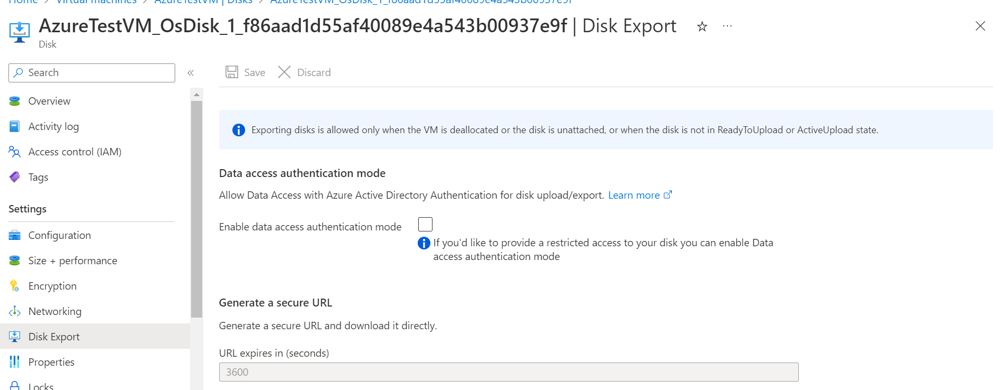 Home > Virtual machines > AzureTestVM | Disks > AzureTestVM_OsDisk_1_f86aad1d55af40089e4a543b00937e9f
AzureTestVM_OsDisk_1_f86aad1d55af40089e4a543b00937e9f | Disk Export
Disk
Search
Overview
Activity log
Access control (IAM)
Tags
Settings
Configuration
Size + performance
Encryption
Networking
Disk Export
Properties
Locks
Save Discard
Exporting disks is allowed only when the VM is deallocated or the disk is unattached, or when the disk is not in ReadyToUpload or ActiveUpload state.
Data access authentication mode
Allow Data Access with Azure Active Directory Authentication for disk upload/export. Learn more
Enable data access authentication mode
If you'd like to provide a restricted access to your disk you can enable Data
access authentication mode
Generate a secure URL
Generate a secure URL and download it directly.
URL expires in (seconds)
3600